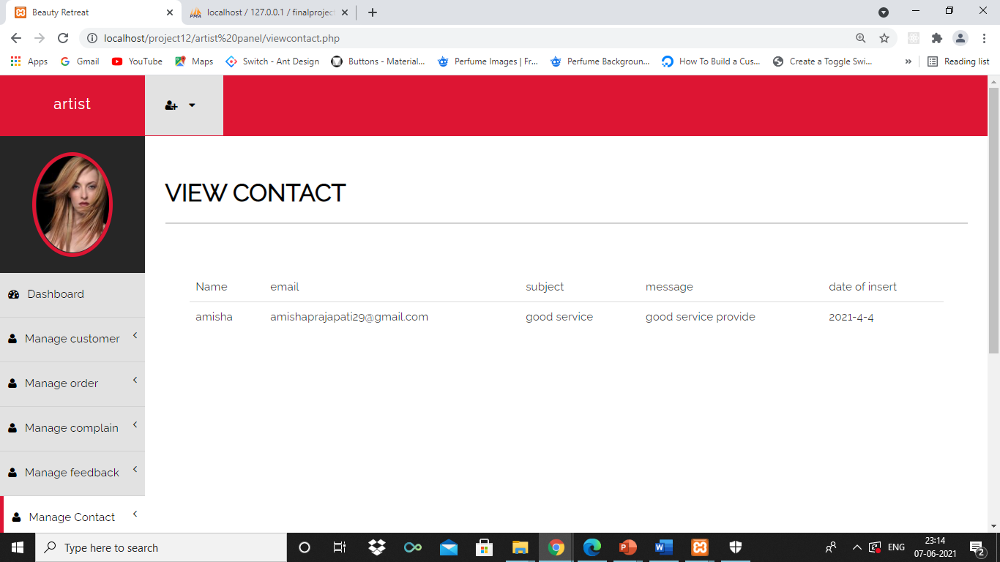 Beauty Retreat
localhost / 127.0.0.1 / finalproject
localhost/project12/artist%20panel/viewcontact.php
Apps Gmail YouTube Maps Switch - Ant Design Buttons - Material... Perfume Images | Fr... Perfume Backgroun... How To Build a Cus... Create a Toggle Swi... » Reading list
artist
VIEW CONTACT
Name email subject message date of insert
amisha amishaprajapati29@gmail.com good service good service provide 2021-4-4
Dashboard
Manage customer
Manage order
Manage complain
Manage feedback
Manage Contact
Type here to search
ENG
23:14
07-06-2021
2